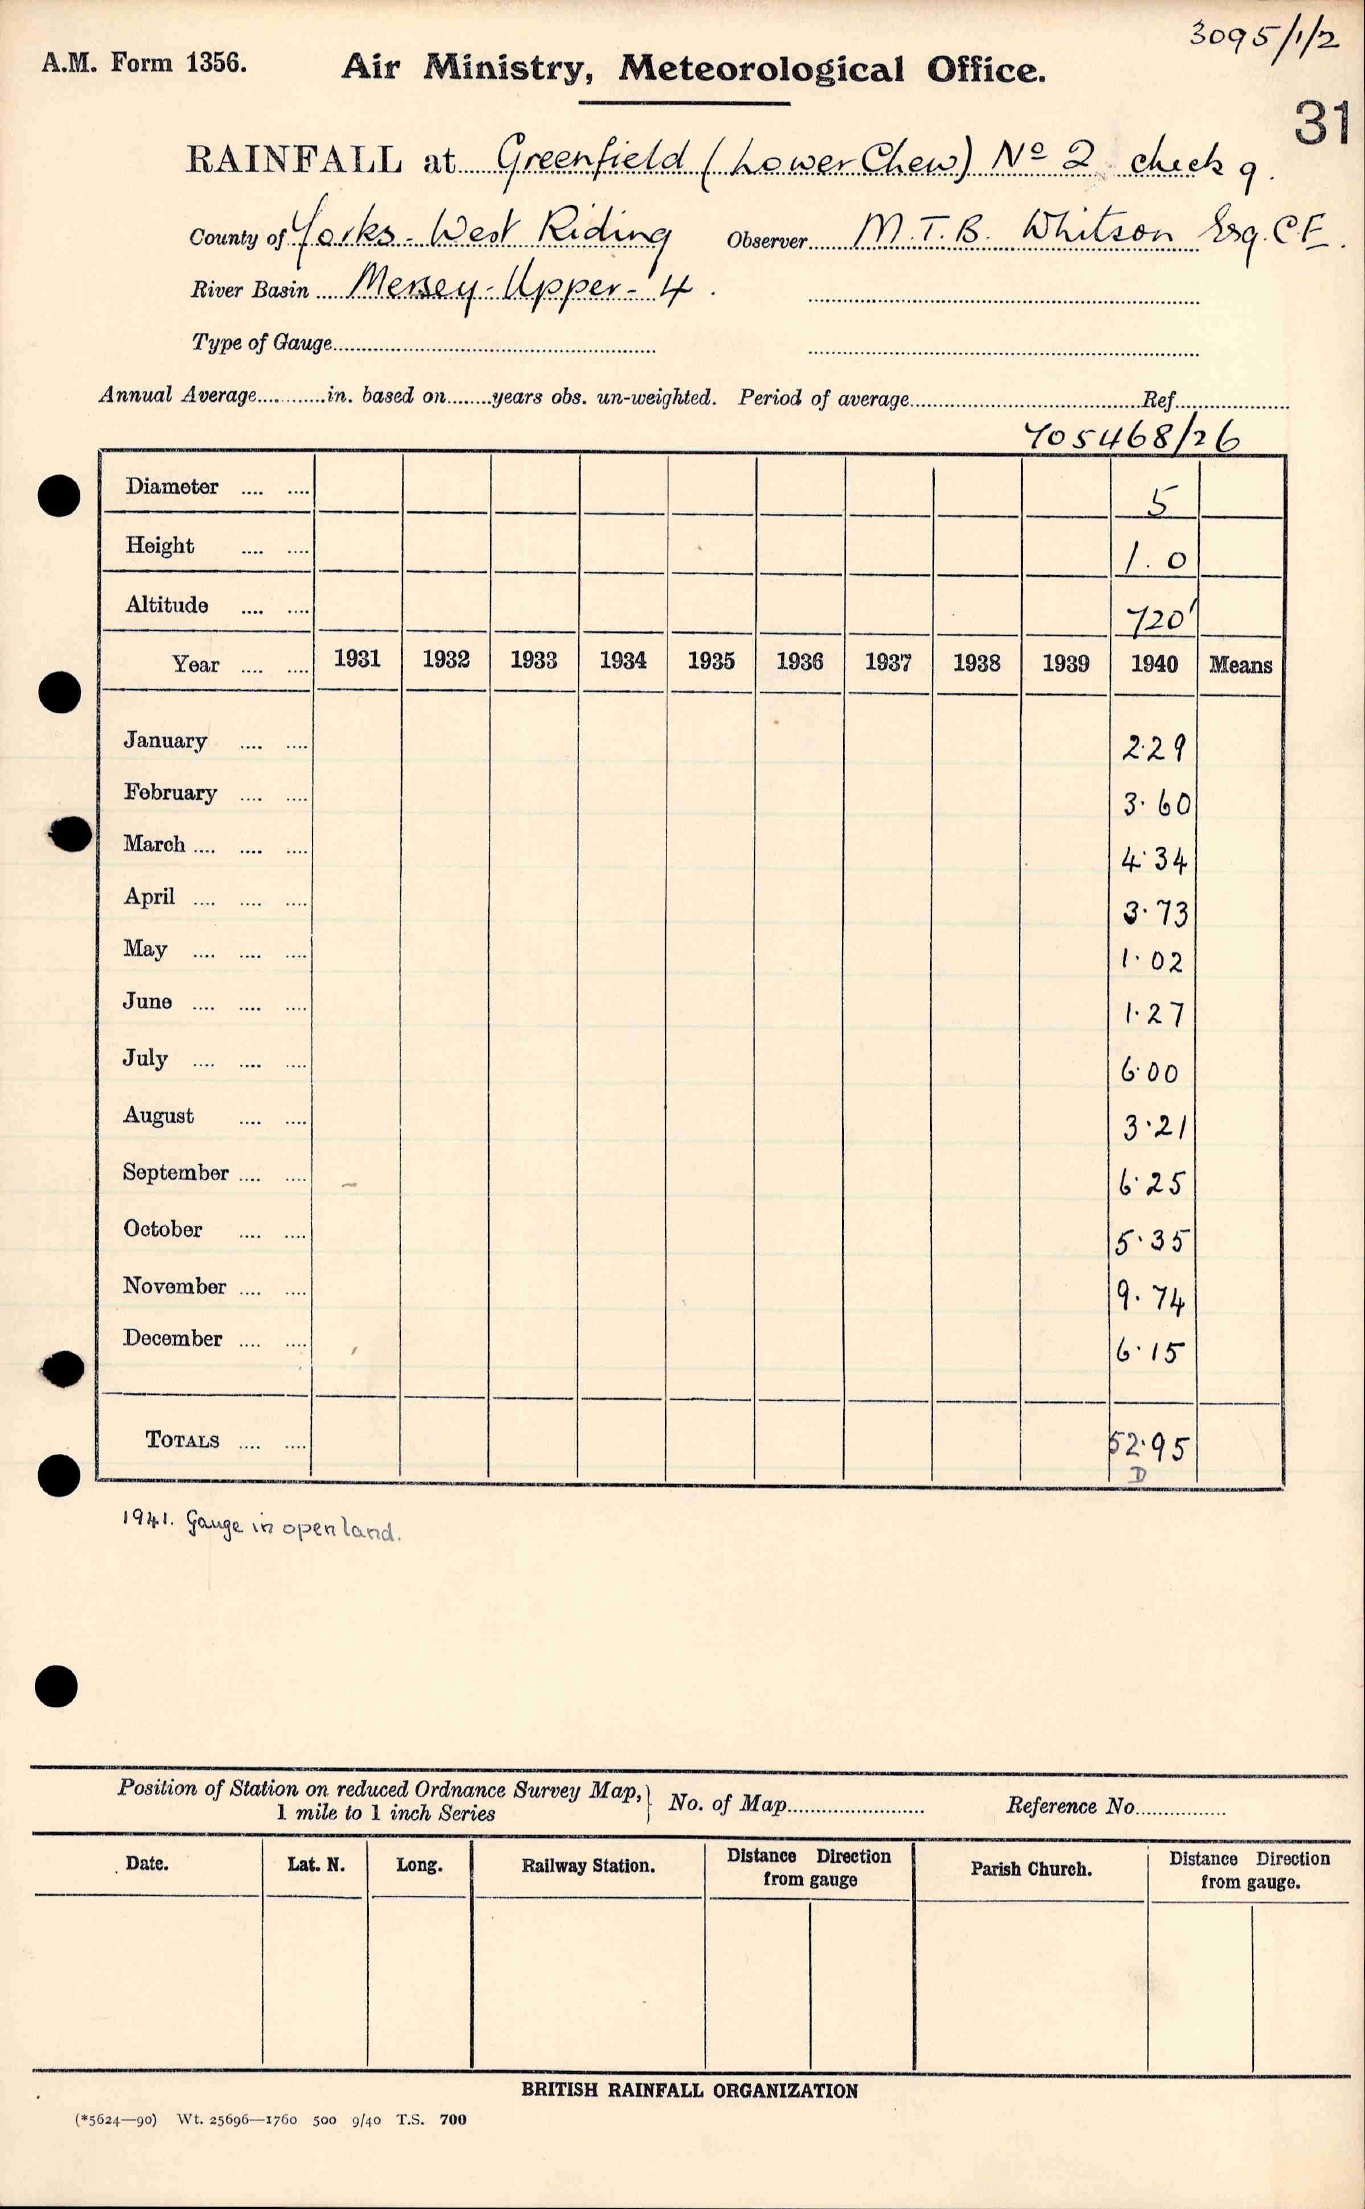 3095/1/2
A.M. Form 1356. Air Ministry, Meteorological Office.
31
RAINFALL at Greenfield (Lower Chew) No 2 check g.
County of Yorks - West Riding Observer M.T.B. Whitson Esq. C.E.
River Basin Mersey - Upper - 4.
Type of Gauge
Annual Average in. based on years obs. un-weighted. Period of average Ref
705468/26
Diameter 5
Height 1.0
Altitude 720'
Year 1931 1932 1933 1934 1935 1936 1937 1938 1939 1940 Means
January 2.29
February 3.60
March 4.34
April 3.73
May 1.02
June 1.27
July 6.00
August 3.21
September 6.25
October 5.35
November 9.74
December 6.15
TOTALS 52.95
D
1941. Gauge in open land.
Position of Station on reduced Ordnance Survey Map, } No. of Map Reference No.
1 mile to 1 inch Series
Date. Lat. N. Long. Railway Station. Distance Direction from gauge Parish Church. Distance Direction from gauge.
BRITISH RAINFALL ORGANIZATION
(*5624—90) Wt. 25696—1760 500 9/40 T.S. 700